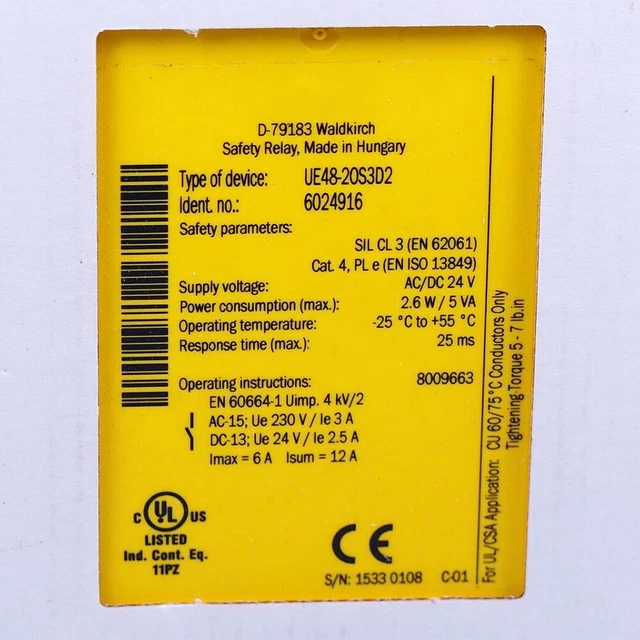 D-79183 Waldkirch
Safety Relay, Made in Hungary
Type of device: UE48-2OS3D2
Ident. no.: 6024916
Safety parameters:
SIL CL 3 (EN 62061)
Cat. 4, PL e (EN ISO 13849)
Supply voltage: AC/DC 24 V
Power consumption (max.): 2.6 W / 5 VA
Operating temperature: -25 °C to +55 °C
Response time (max.): 25 ms
Operating instructions: 8009663
EN 60664-1 Uimp. 4 kV/2
AC-15; Ue 230 V / Ie 3 A
DC-13; Ue 24 V / Ie 2.5 A
Imax = 6 A Isum = 12 A
C UL US
LISTED
Ind. Cont. Eq.
11PZ
CE
S/N: 1533 0108 C-01
For UL/CSA Application: CU 60/75°C Conductors Only
Tightening Torque 5 - 7 lb.in